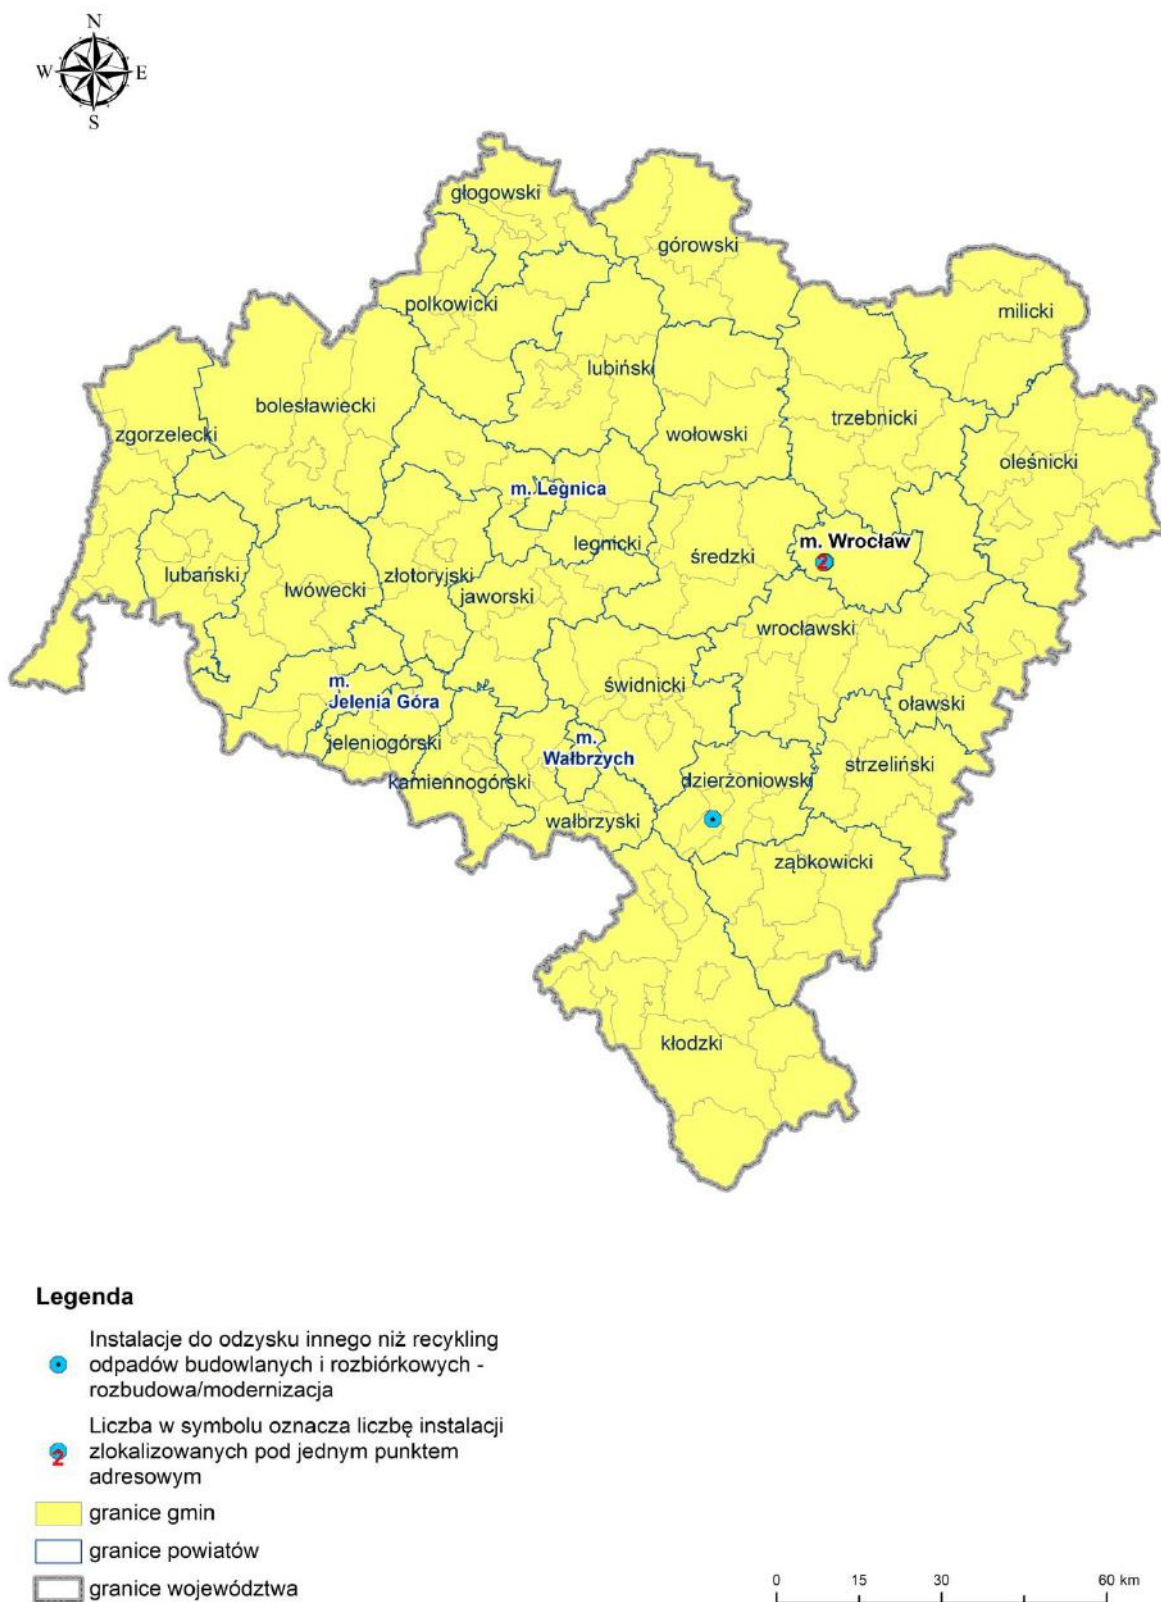 N
W E
S
głogowski
górowski
milicki
polkowicki
lubiński
bolesławiecki
trzebnicki
zgorzelecki
wołowski
oleśnicki
m. Legnica
m. Wrocław
legnicki
średzki
2
lubański
złotoryjski
lwówecki
jaworski
wrocławski
m.
Jelenia Góra
świdnicki
oławski
jeleniogórski
m.
Wałbrzych
strzeliński
kamiennogórski
dzierżoniowski
wałbrzyski
ząbkowicki
kłodzki
Legenda
Instalacje do odzysku innego niż recykling
odpadów budowlanych i rozbiórkowych -
rozbudowa/modernizacja
Liczba w symbolu oznacza liczbę instalacji
2 zlokalizowanych pod jednym punktem
adresowym
granice gmin
granice powiatów
granice województwa
0 15 30 60 km